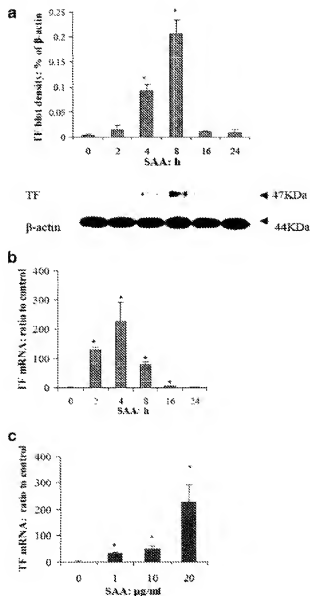 a
TF blot density: % of β-actin
0.25
0.2
0.15
0.1
0.05
0
*
*
0 2 4 8 16 24
SAA: h
TF ◄ 47KDa
β-actin ◄ 44KDa
b
TF mRNA: ratio to control
400
300
200
100
0
* * * *
0 2 4 8 16 24
SAA: h
c
TF mRNA: ratio to control
400
300
200
100
0
* * *
0 1 10 20
SAA: µg/ml